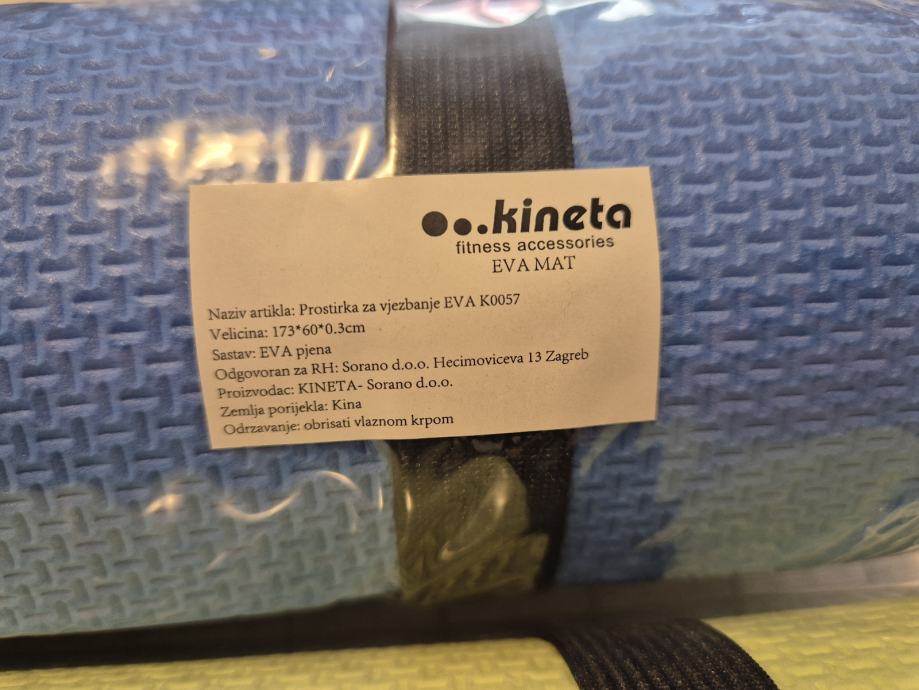 kineta
fitness accessories
EVA MAT
Naziv artikla: Prostirka za vjezbanje EVA K0057
Velicina: 173*60*0.3cm
Sastav: EVA pjena
Odgovoran za RH: Sorano d.o.o. Hecimoviceva 13 Zagreb
Proizvodac: KINETA- Sorano d.o.o.
Zemlja porijekla: Kina
Odrzavanje: obrisati vlaznom krpom